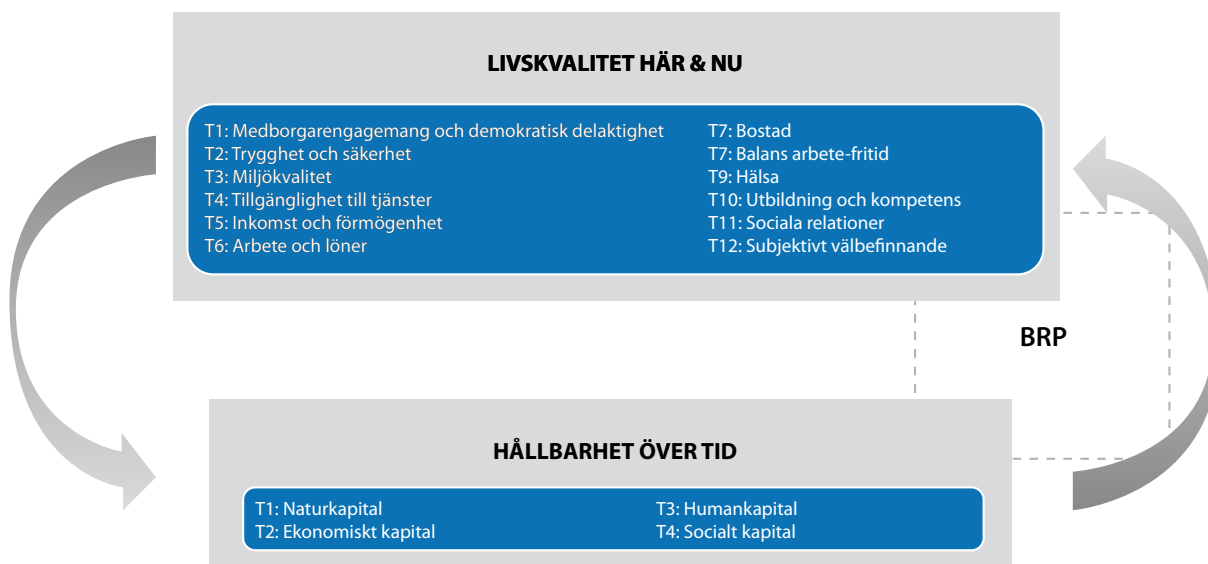 LIVSKVALITET HÄR & NU
T1: Medborgarengagemang och demokratisk delaktighet
T2: Trygghet och säkerhet
T3: Miljökvalitet
T4: Tillgänglighet till tjänster
T5: Inkomst och förmögenhet
T6: Arbete och löner
T7: Bostad
T7: Balans arbete-fritid
T9: Hälsa
T10: Utbildning och kompetens
T11: Sociala relationer
T12: Subjektivt välbefinnande
BRP
HÅLLBARHET ÖVER TID
T1: Naturkapital
T2: Ekonomiskt kapital
T3: Humankapital
T4: Socialt kapital